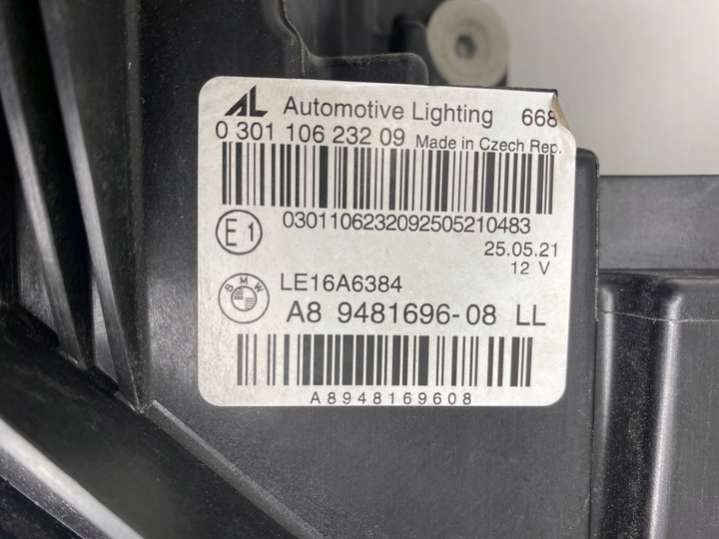 AL Automotive Lighting 668
0 301 106 232 09 Made in Czech Rep.
0301106232092505210483
E1
25.05.21
12 V
BMW
LE16A6384
A8 9481696-08 LL
A8948169608